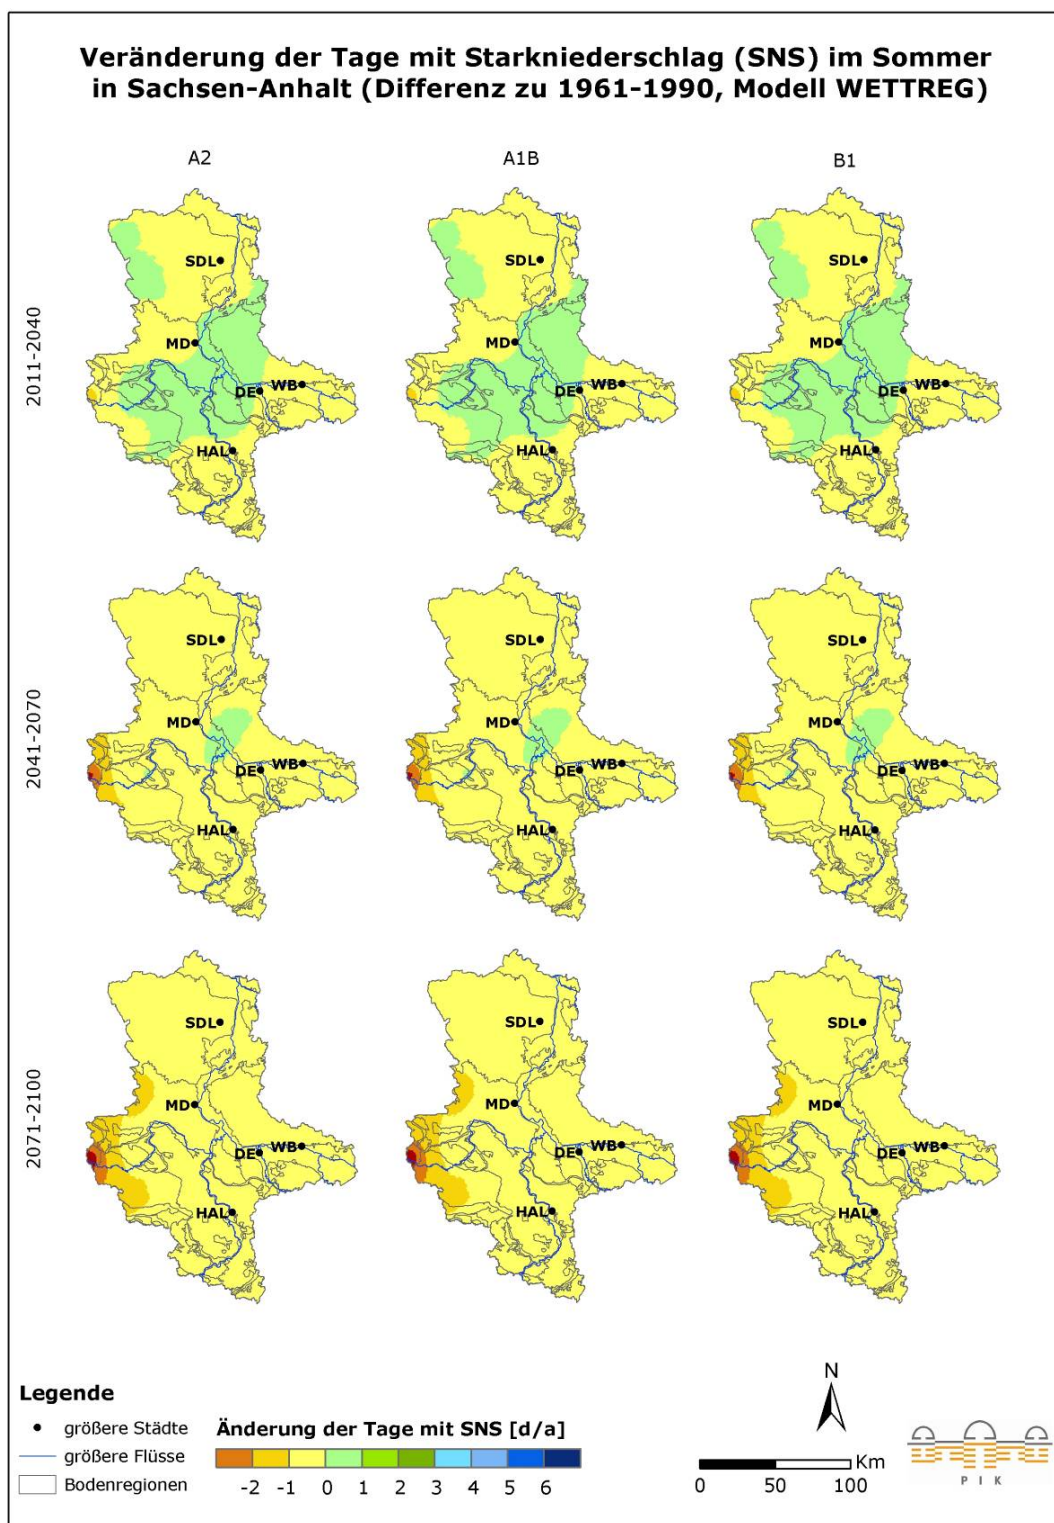 Veränderung der Tage mit Starkniederschlag (SNS) im Sommer
in Sachsen-Anhalt (Differenz zu 1961-1990, Modell WETTREG)
A2 A1B B1
2011-2040
SDL SDL SDL
MD MD MD
DE WB DE WB DE WB
HAL HAL HAL
2041-2070
SDL SDL SDL
MD MD MD
DE WB DE WB DE WB
HAL HAL HAL
2071-2100
SDL SDL SDL
MD MD MD
DE WB DE WB DE WB
HAL HAL HAL
Legende
größere Städte
größere Flüsse
Bodenregionen
Änderung der Tage mit SNS [d/a]
-2 -1 0 1 2 3 4 5 6
N
Km
0 50 100
P I K